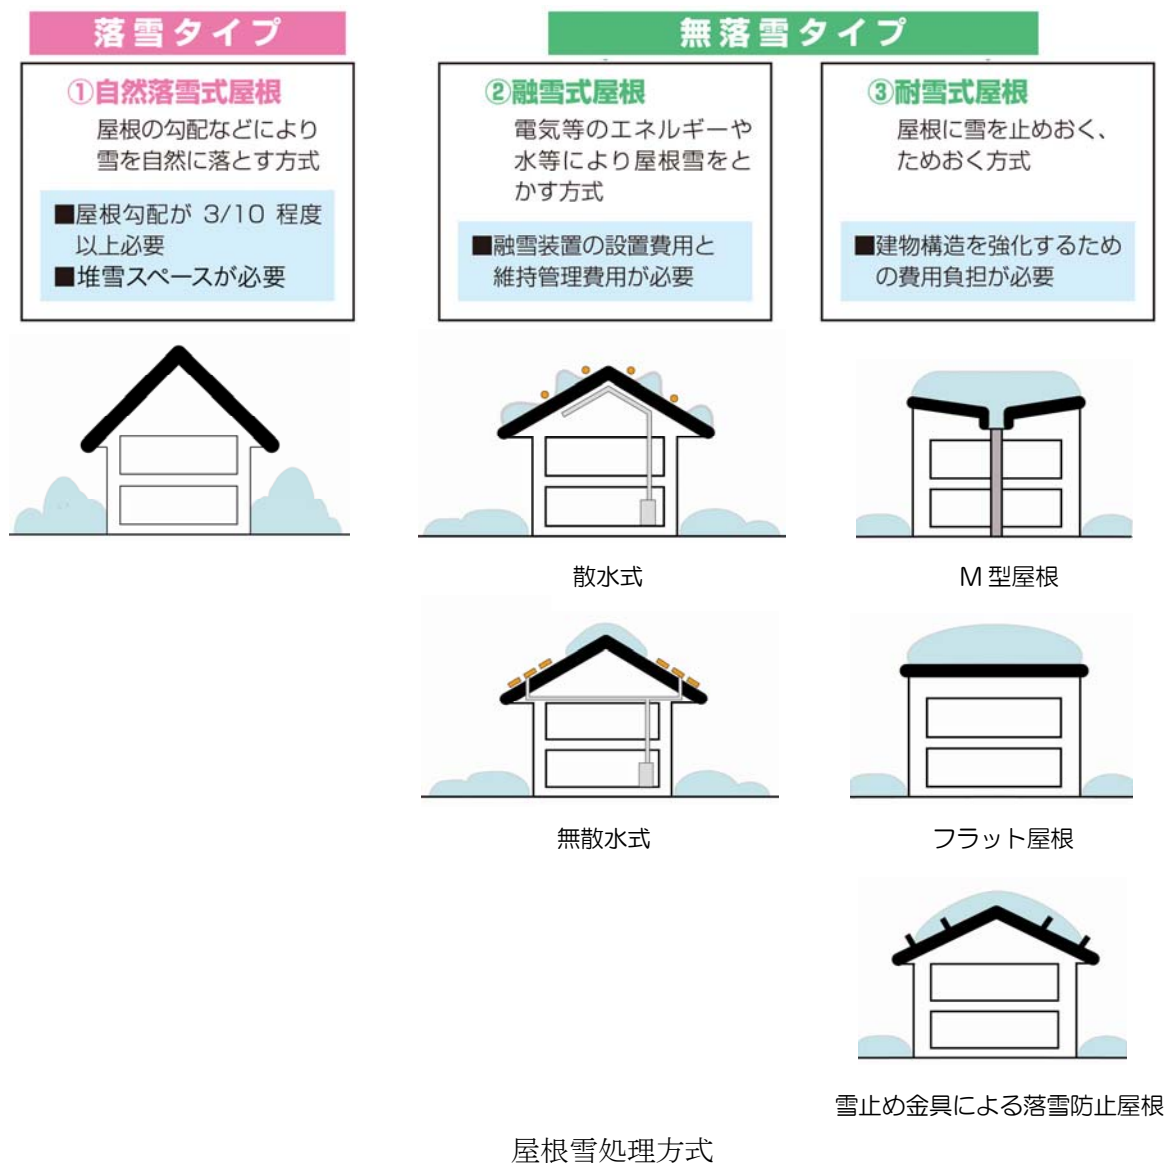 落雪タイプ
無落雪タイプ
①自然落雪式屋根
屋根の勾配などにより
雪を自然に落とす方式
■屋根勾配が 3/10 程度
以上必要
■堆雪スペースが必要
②融雪式屋根
電気等のエネルギーや
水等により屋根雪をと
かす方式
■融雪装置の設置費用と
維持管理費用が必要
③耐雪式屋根
屋根に雪を止めおく、
ためおく方式
■建物構造を強化するため
の費用負担が必要
散水式
M 型屋根
無散水式
フラット屋根
雪止め金具による落雪防止屋根
屋根雪処理方式